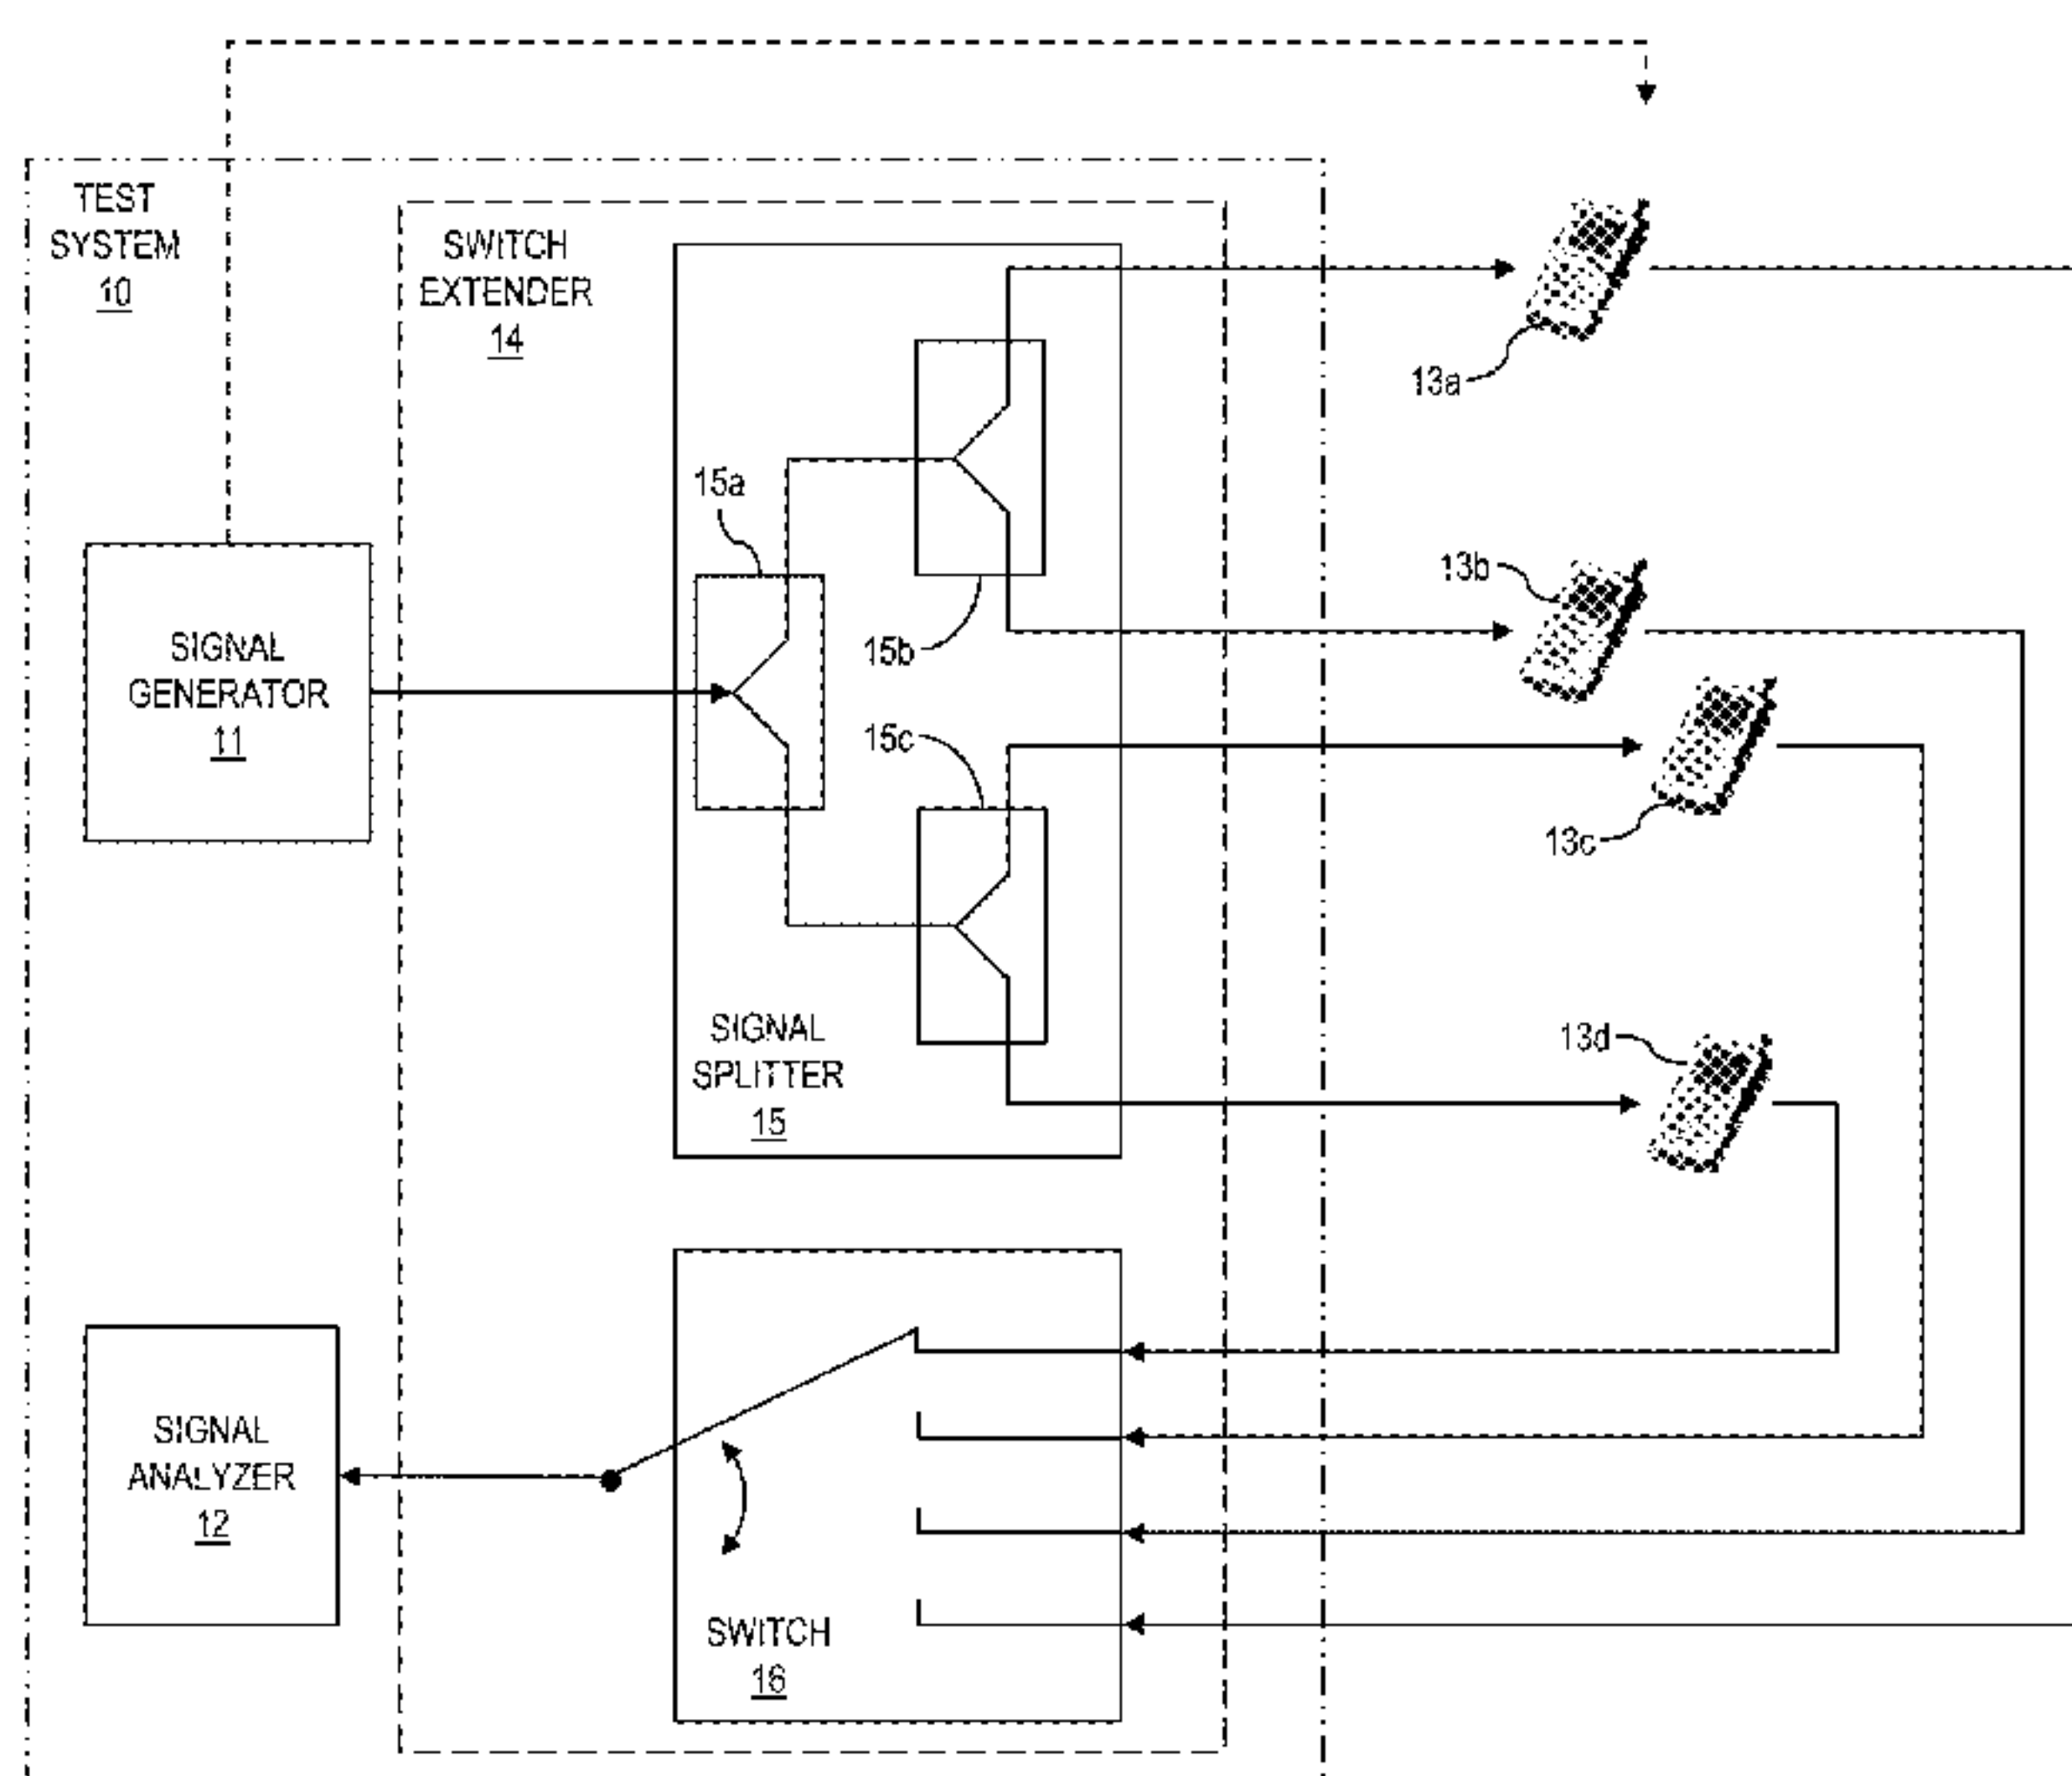 TEST
SYSTEM
10
SWITCH
EXTENDER
14
13a
15a
13b
15b
SIGNAL
GENERATOR
11
15c
13c
SIGNAL
SPLITTER
15
13d
SIGNAL
ANALYZER
12
SWITCH
16